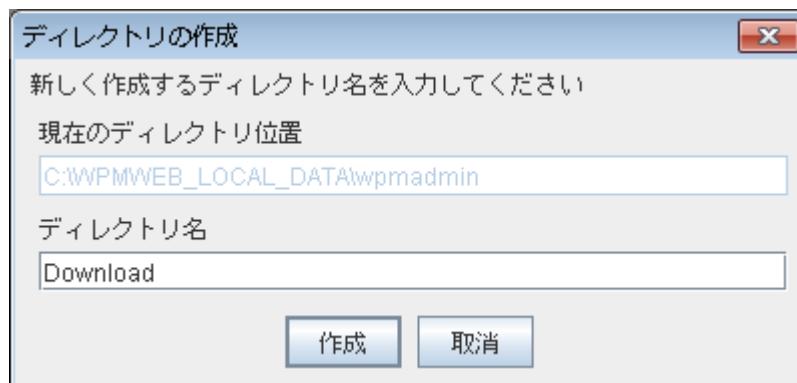 ディレクトリの作成
新しく作成するディレクトリ名を入力してください
現在のディレクトリ位置
C:\WPMWEB_LOCAL_DATA\wpmadmin
ディレクトリ名
Download
作成 取消